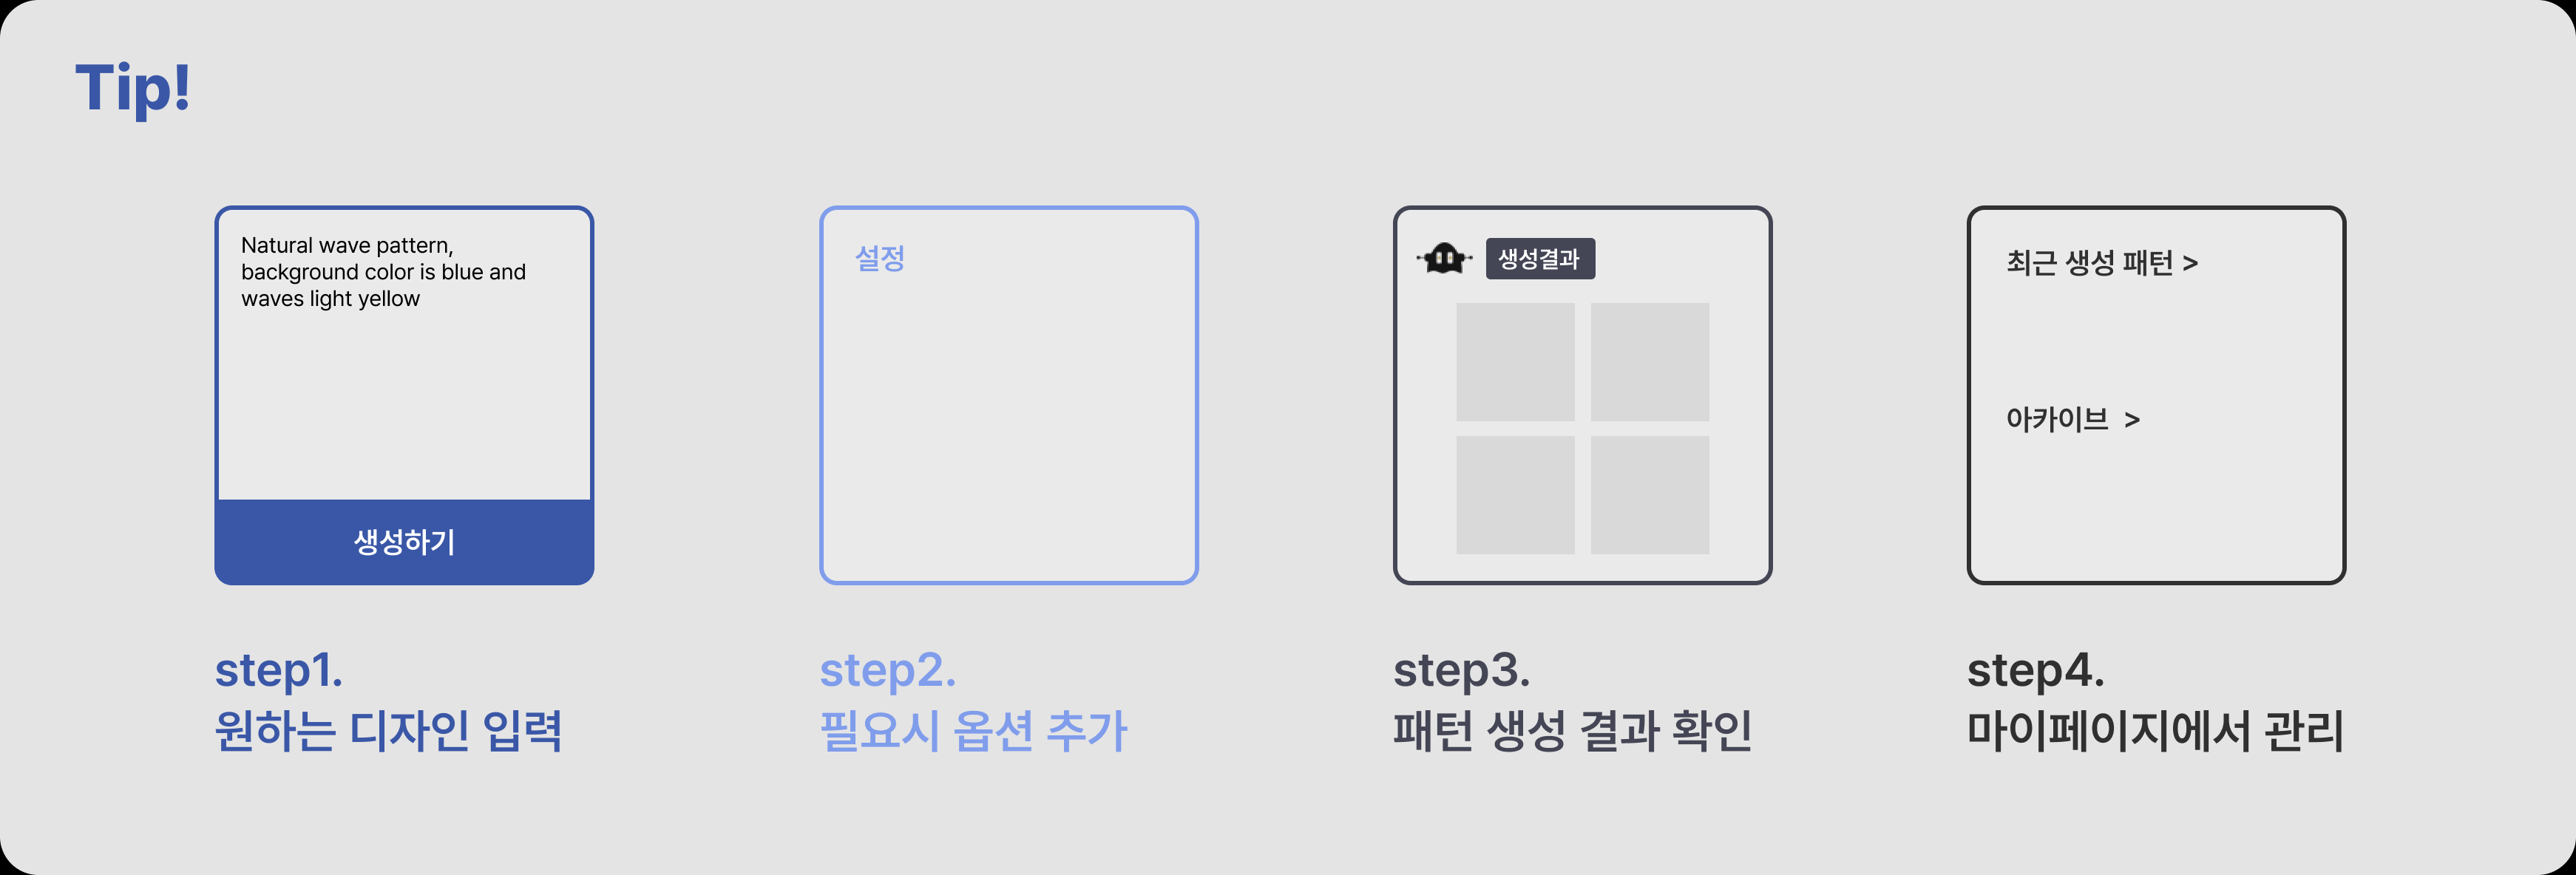 Tip!
Natural wave pattern,
background color is blue and
waves light yellow
생성하기
step1.
원하는 디자인 입력
설정
step2.
필요시 옵션 추가
생성결과
step3.
패턴 생성 결과 확인
최근 생성 패턴 >
아카이브 >
step4.
마이페이지에서 관리